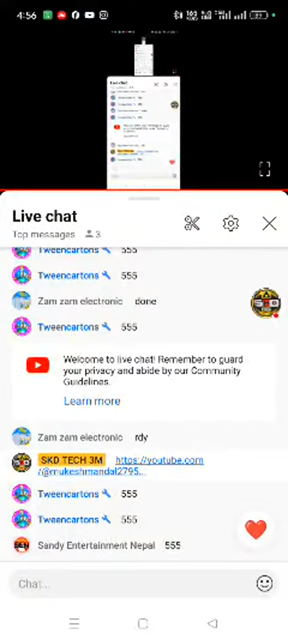 4:56
Live chat
Top messages 3
Tweencartons 555
Tweencartons 555
Zam zam electronic done
Tweencartons 555
Welcome to live chat! Remember to guard
your privacy and abide by our Community
Guidelines.
Learn more
Zam zam electronic rdy
SKD TECH 3M https://youtube.com
/@mukeshmandal2795...
Tweencartons 555
Tweencartons 555
Sandy Entertainment Nepal 555
Chat...